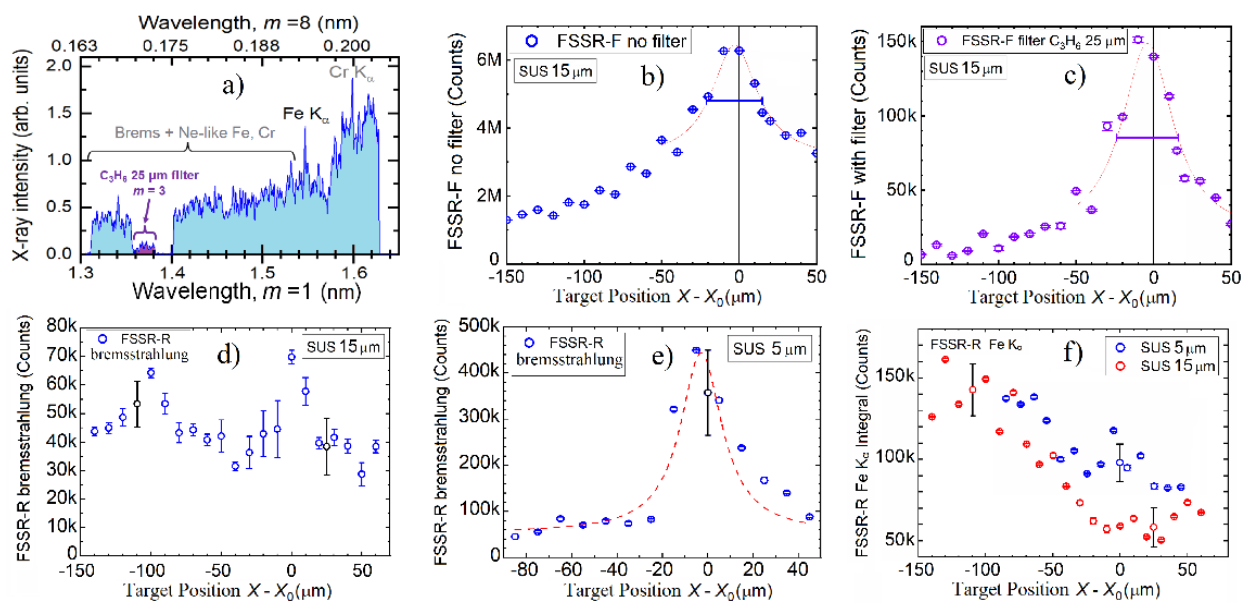 Wavelength, m =8 (nm)
0.163 0.175 0.188 0.200
X-ray intensity (arb. units)
2.0
1.5
1.0
0.5
0.0
a)
Cr Kα
Fe Kα
Brems + Ne-like Fe, Cr
C3H6 25 μm filter
m = 3
1.3 1.4 1.5 1.6
Wavelength, m =1 (nm)
FSSR-F no filter (Counts)
6M
4M
2M
FSSR-F no filter
SUS 15 μm
b)
-150 -100 -50 0 50
Target Position X - X0(μm)
FSSR-F with filter (Counts)
150k
100k
50k
0
FSSR-F filter C3H6 25 μm
SUS 15 μm
c)
-150 -100 -50 0 50
Target Position X - X0(μm)
FSSR-R bremsstrahlung (Counts)
80k
70k
60k
50k
40k
30k
20k
10k
0
FSSR-R
bremsstrahlung
d)
SUS 15 μm
-150 -100 -50 0 50
Target Position X - X0(μm)
FSSR-R bremsstrahlung (Counts)
500k
400k
300k
200k
100k
0
FSSR-R
bremsstrahlung
e)
SUS 5 μm
-80 -60 -40 -20 0 20 40
Target Position X - X0(μm)
FSSR-R Fe Kα Integral (Counts)
150k
100k
50k
FSSR-R Fe Kα
f)
SUS 5 μm
SUS 15 μm
-150 -100 -50 0 50
Target Position X - X0(μm)